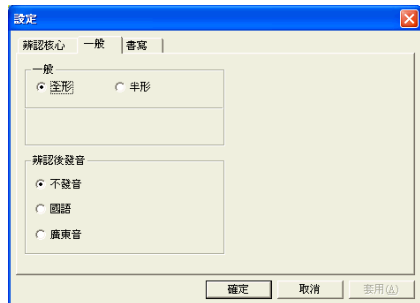 設定
辨認核心 一般 書寫
一般
全形 半形
辨認後發音
不發音
國語
廣東音
確定 取消 套用(A)